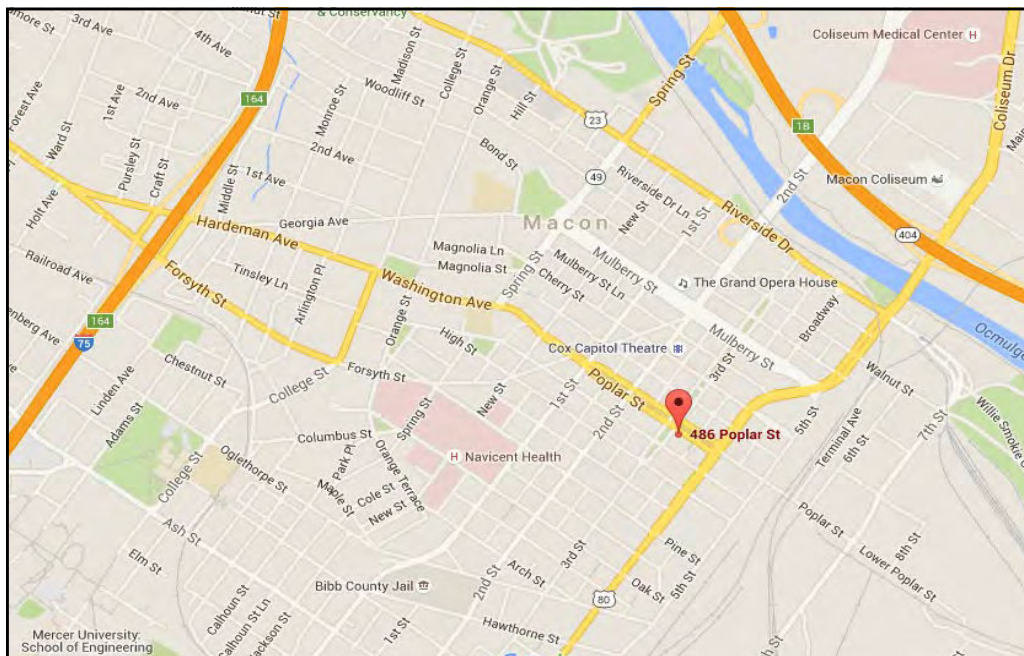 more St
3rd Ave
4th Ave
& Conservancy
Madison St
College St
Orange St
Woodliff St
Spring St
Coliseum Medical Center H
Coliseum Dr
164
Forest Ave
1st Ave
2nd Ave
Monroe St
Hill St
23
1B
Ward St
Pursley St
Craft St
Middle St
2nd Ave
1st Ave
Bond St
49
Riverside Dr Ln
New St
1st St
2nd St
Riverside Dr
Macon Coliseum
404
Holt Ave
Hardeman Ave
Georgia Ave
Macon
Magnolia Ln
Magnolia St
Spring St
Cherry St
Mulberry St Ln
Mulberry St
The Grand Opera House
Railroad Ave
Forsyth St
Tinsley Ln
Arlington Pl
Washington Ave
Orange St
High St
Cox Capitol Theatre
Mulberry St
3rd St
Broadway
Walnut St
Ocmulg
enberg Ave
164
75
Chestnut St
College St
Forsyth St
New St
1st St
Poplar St
2nd St
486 Poplar St
5th St
Terminal Ave
6th St
7th St
Willie Smokie
Linden Ave
Adams St
Columbus St
Spring St
H Navicent Health
College St
Oglethorpe St
Park Pl
Orange Terrace
Maple St
Cole St
New St
Ash St
Elm St
Bibb County Jail
2nd St
Arch St
3rd St
Pine St
Oak St
5th St
Poplar St
Lower Poplar St
8th St
80
Calhoun St
Calhoun St Ln
Jackson St
1st St
Hawthorne St
Mercer University:
School of Engineering